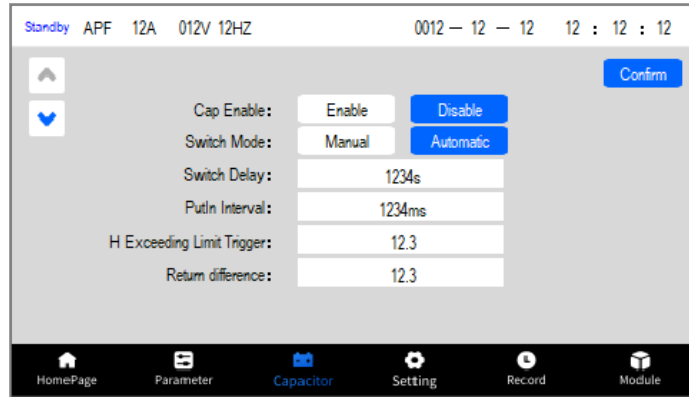 Standby APF 12A 012V 12HZ 0012 — 12 — 12 12 : 12 : 12
Confirm
Cap Enable: Enable Disable
Switch Mode: Manual Automatic
Switch Delay: 1234s
PutIn Interval: 1234ms
H Exceeding Limit Trigger: 12.3
Return difference: 12.3
HomePage Parameter Capacitor Setting Record Module